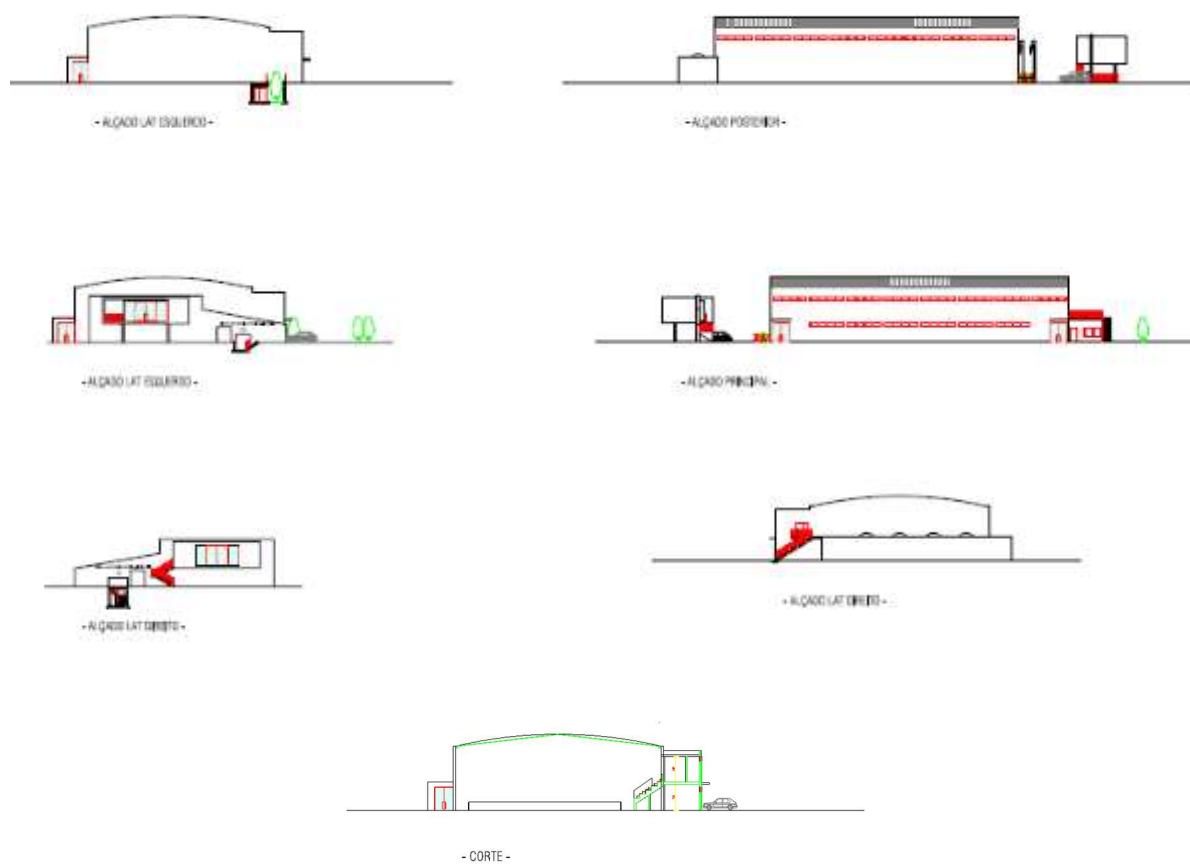 - ALÇADO LAT ESQUERDO -
- ALÇADO POSTERIOR -
- ALÇADO LAT ESQUERDO -
- ALÇADO PRINCIPAL -
- ALÇADO LAT DIREITO -
- ALÇADO LAT DIREITO -
- CORTE -